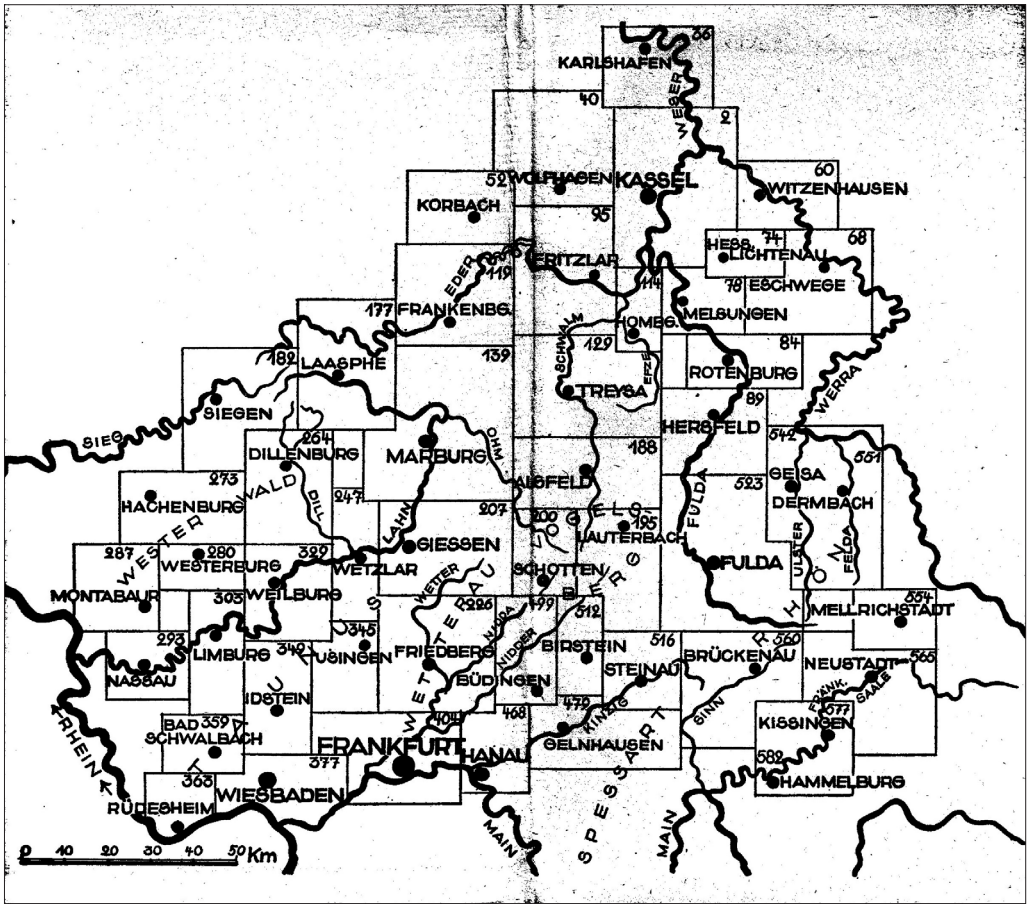 36
KARLSHAFEN
WESER
40
2
60
52
WOLFHAGEN
KASSEL
WITZENHAUSEN
KORBACH
95
74
68
HESS.
LICHTENAU
EDER
119
FRITZLAR
114
78
ESCHWEGE
177
FRANKENBG.
MELSUNGEN
HOMBG.
SCHWALM
129
84
182
LAASPHE
139
EFZE
ROTENBURG
WERRA
SIEGEN
TREYSA
89
SIEG
HERSFELD
542
264
DILLENBURG
MARBURG
OHM
188
551
273
ALSFELD
GEISA
523
DERMBACH
HACHENBURG
WESTER WALD
DILL
247
LAHN
207
200
VOGELS BERG
195
FULDA
LAUTERBACH
ULSTER
FELDA
RHÖN
287
280
WESTERBURG
329
GIESSEN
WETZLAR
WETTER
SCHOTTEN
FULDA
MONTABAUR
303
WEILBURG
226
NIDDA
499
512
MELLRICHSTADT
554
293
LIMBURG
342
345
USINGEN
FRIEDBERG
WETTERAU
NIDDER
BIRSTEIN
516
560
BRÜCKENAU
NEUSTADT
565
NASSAU
TAUNUS
BÜDINGEN
STEINAU
IDSTEIN
479
KINZIG
SINN
FRÄNK.
SAALE
BAD
359
SCHWALBACH
404
468
577
KISSINGEN
RHEIN
FRANKFURT
HANAU
GELNHAUSEN
SPESSART
363
377
WIESBADEN
582
HAMMELBURG
RÜDESHEIM
MAIN
MAIN
0 10 20 30 40 50 Km